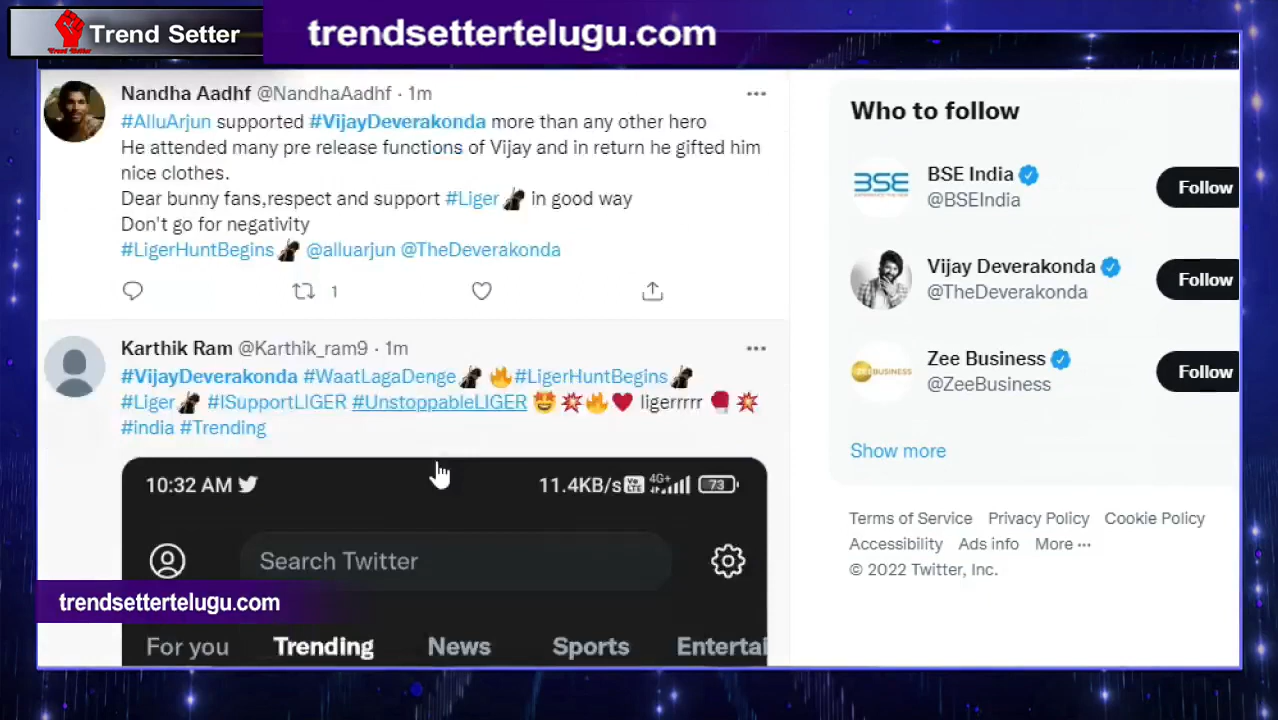 Trend Setter
trendsettertelugu.com
Nandha Aadhf @NandhaAadhf · 1m
#AlluArjun supported #VijayDeverakonda more than any other hero
He attended many pre release functions of Vijay and in return he gifted him
nice clothes.
Dear bunny fans,respect and support #Liger in good way
Don't go for negativity
#LigerHuntBegins @alluarjun @TheDeverakonda
1
Karthik Ram @Karthik_ram9 · 1m
#VijayDeverakonda #WaatLagaDenge 🔥#LigerHuntBegins
#Liger #ISupportLIGER #UnstoppableLIGER 🤩💥🔥❤️ ligerrrrr 🥊💥
#india #Trending
10:32 AM
11.4KB/s Vo LTE 4G+ 73
Search Twitter
For you Trending News Sports Entertai
trendsettertelugu.com
Who to follow
BSE
BSE India
@BSEIndia
Follow
Vijay Deverakonda
@TheDeverakonda
Follow
ZEEBUSINESS
Zee Business
@ZeeBusiness
Follow
Show more
Terms of Service Privacy Policy Cookie Policy
Accessibility Ads info More ···
© 2022 Twitter, Inc.